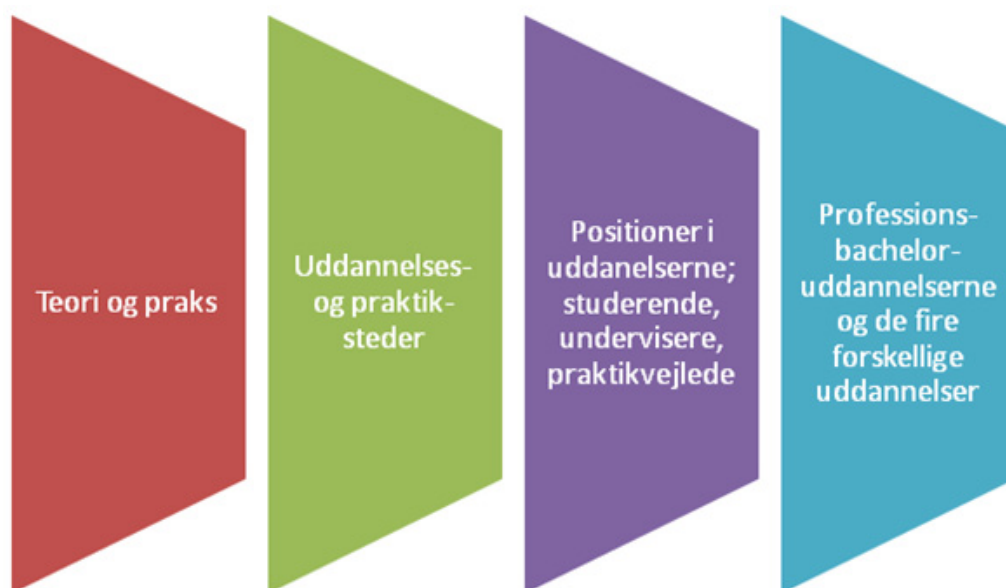 Teori og praks
Uddannelses-
og praktik-
steder
Positioner i
uddanelserne;
studerende,
undervisere,
praktikvejlede
Professions-
bachelor-
uddannelserne
og de fire
forskellige
uddannelser